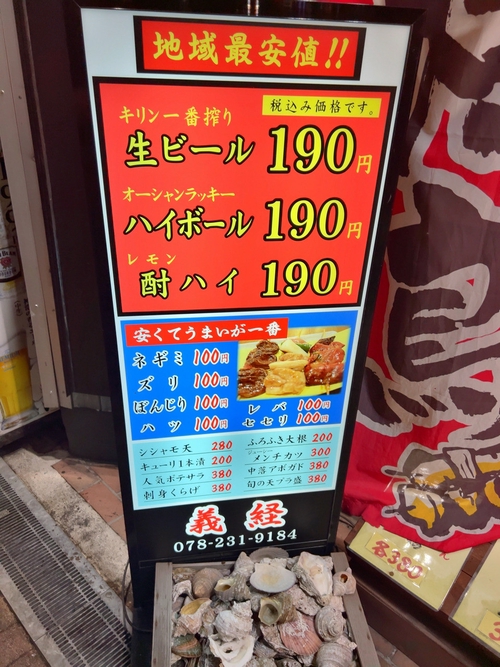 地域最安値!!
税込み価格です。
キリン一番搾り
生ビール 190円
オーシャンラッキー
ハイボール 190円
レモン
酎ハイ 190円
安くてうまいが一番
ネギミ 100円
ズリ 100円
ぼんじり 100円
ハツ 100円
レバ 100円
セセリ 100円
シシャモ天 280
キューリ1本漬 200
人気ポテサラ 380
刺身くらげ 380
ふろふき大根 200
メンチカツ 300
中落アボガド 380
旬の天プラ盛 380
義経
078-231-9184
各380